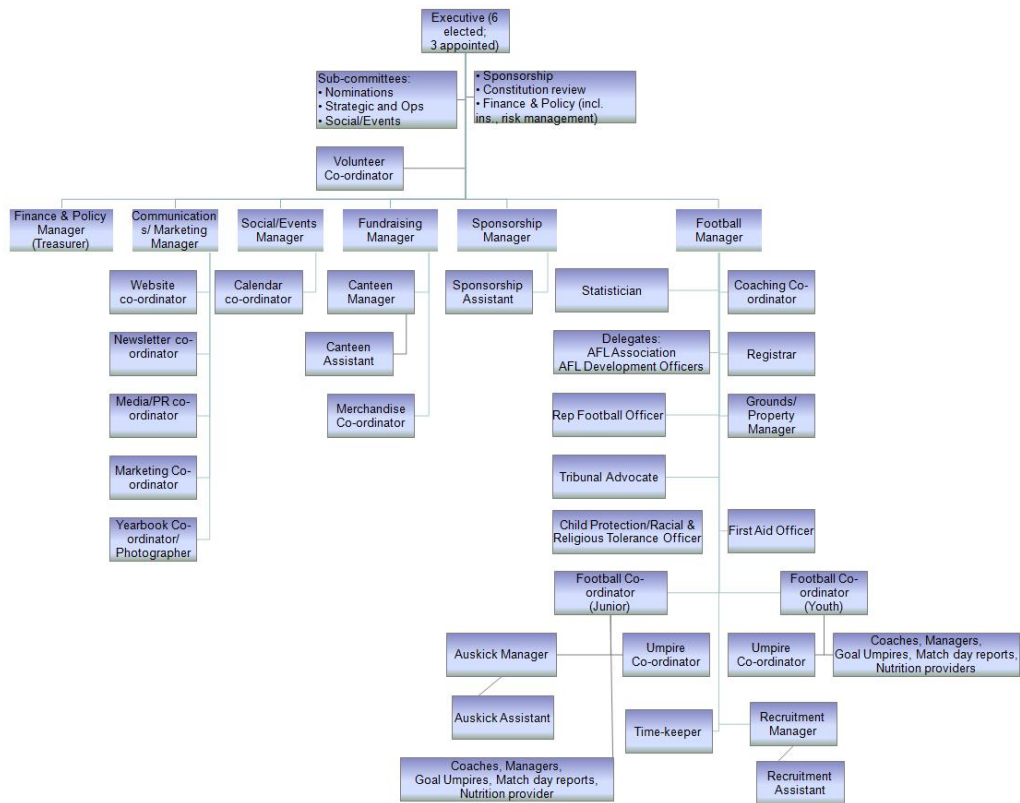 Executive (6
elected;
3 appointed)
Sub-committees:
• Nominations
• Strategic and Ops
• Social/Events
• Sponsorship
• Constitution review
• Finance & Policy (incl.
ins., risk management)
Volunteer
Co-ordinator
Finance & Policy
Manager
(Treasurer)
Communication
s/ Marketing
Manager
Social/Events
Manager
Fundraising
Manager
Sponsorship
Manager
Football
Manager
Website
co-ordinator
Calendar
co-ordinator
Canteen
Manager
Sponsorship
Assistant
Statistician
Coaching Co-
ordinator
Newsletter co-
ordinator
Canteen
Assistant
Delegates:
AFL Association
AFL Development Officers
Registrar
Media/PR co-
ordinator
Merchandise
Co-ordinator
Rep Football Officer
Grounds/
Property
Manager
Marketing Co-
ordinator
Tribunal Advocate
Yearbook Co-
ordinator/
Photographer
Child Protection/Racial &
Religious Tolerance Officer
First Aid Officer
Football Co-
ordinator
(Junior)
Football Co-
ordinator
(Youth)
Auskick Manager
Umpire
Co-ordinator
Umpire
Co-ordinator
Coaches, Managers,
Goal Umpires, Match day reports,
Nutrition providers
Auskick Assistant
Time-keeper
Recruitment
Manager
Coaches, Managers,
Goal Umpires, Match day reports,
Nutrition provider
Recruitment
Assistant